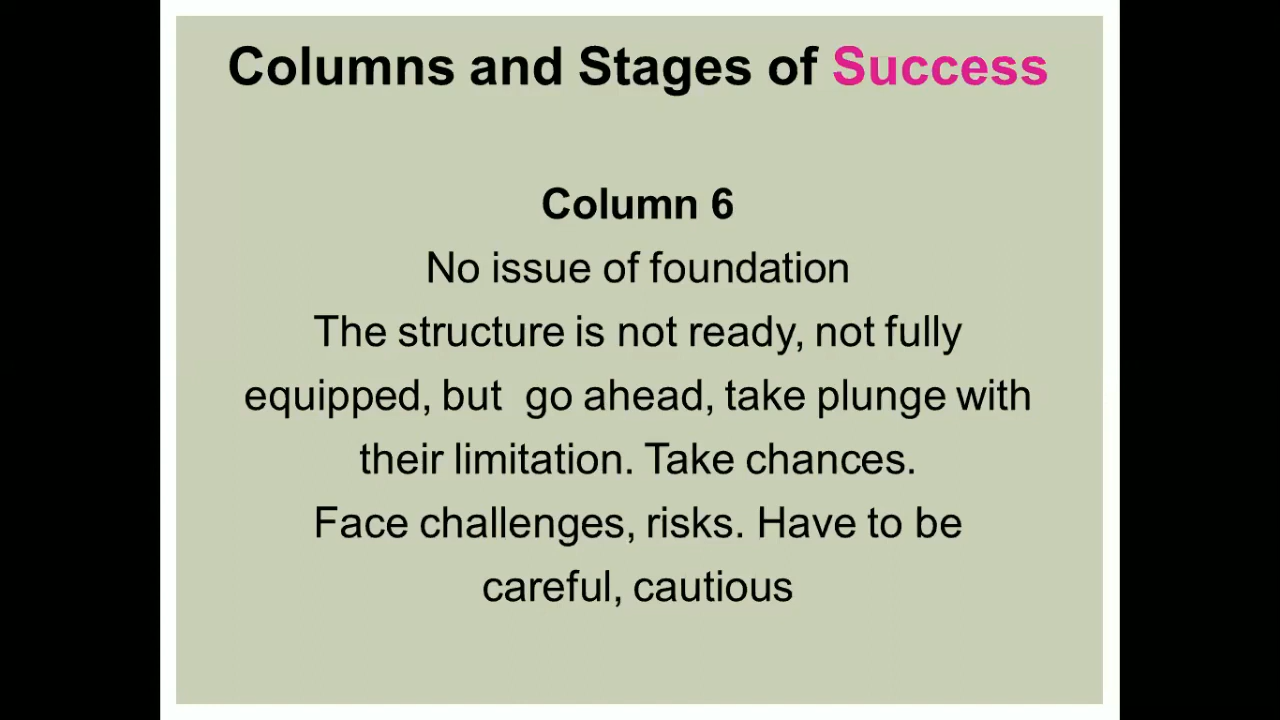 Columns and Stages of Success
Column 6
No issue of foundation
The structure is not ready, not fully
equipped, but  go ahead, take plunge with
their limitation. Take chances.
Face challenges, risks. Have to be
careful, cautious